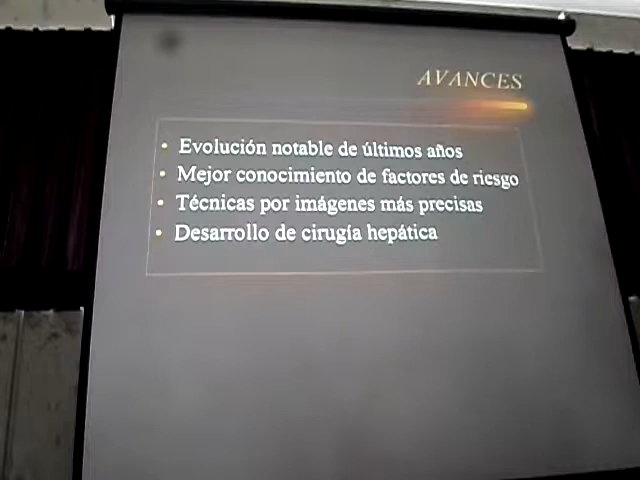 AVANCES
• Evolución notable de últimos años
• Mejor conocimiento de factores de riesgo
• Técnicas por imágenes más precisas
• Desarrollo de cirugía hepática